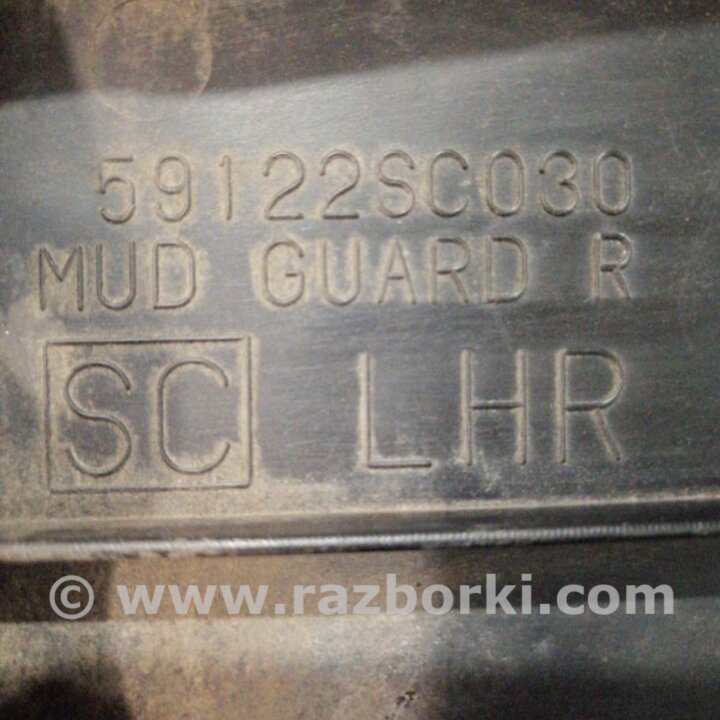 59122SC030
MUD GUARD R
SC LHR
© www.razborki.com